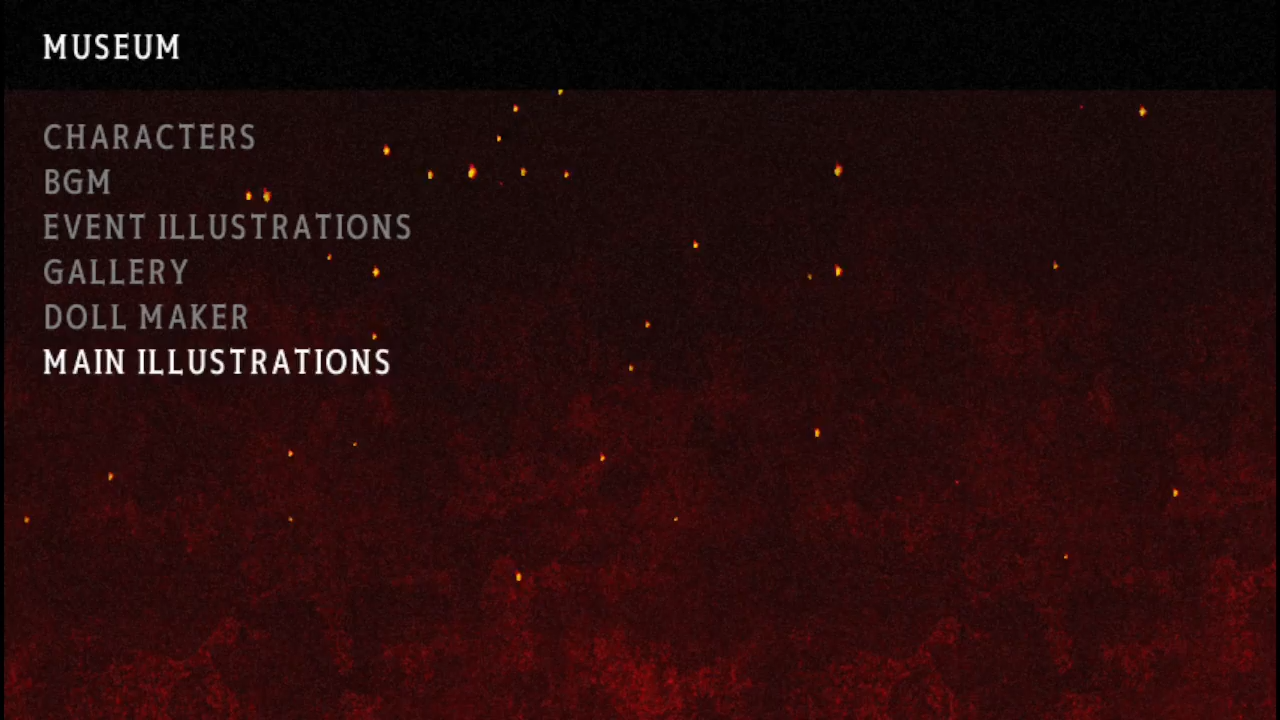 MUSEUM
CHARACTERS
BGM
EVENT ILLUSTRATIONS
GALLERY
DOLL MAKER
MAIN ILLUSTRATIONS